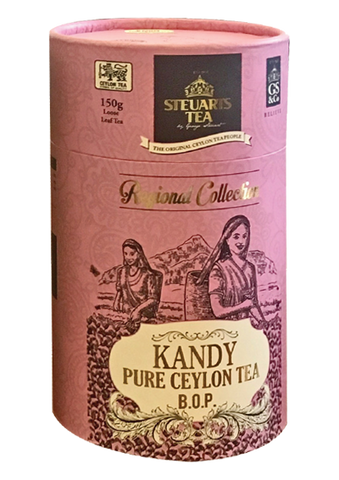 CEYLON TEA
150g
Loose
Leaf Tea
STEUARTS
TEA
by George Steuart
THE ORIGINAL CEYLON TEA PEOPLE
GS
&Co
Regional Collection
KANDY
PURE CEYLON TEA
B.O.P.